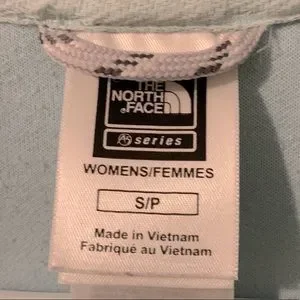 THE
NORTH
FACE
series
WOMENS/FEMMES
S/P
Made in Vietnam
Fabriqué au Vietnam